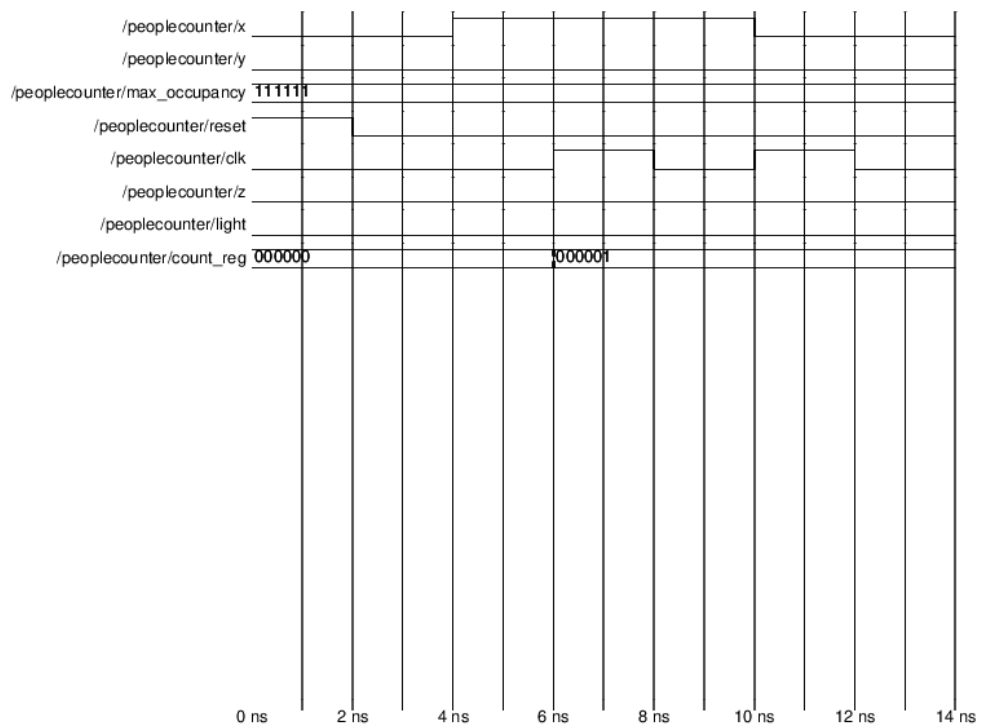 /peoplecounter/x
/peoplecounter/y
/peoplecounter/max_occupancy 111111
/peoplecounter/reset
/peoplecounter/clk
/peoplecounter/z
/peoplecounter/light
/peoplecounter/count_reg 000000 000001
0 ns 2 ns 4 ns 6 ns 8 ns 10 ns 12 ns 14 ns